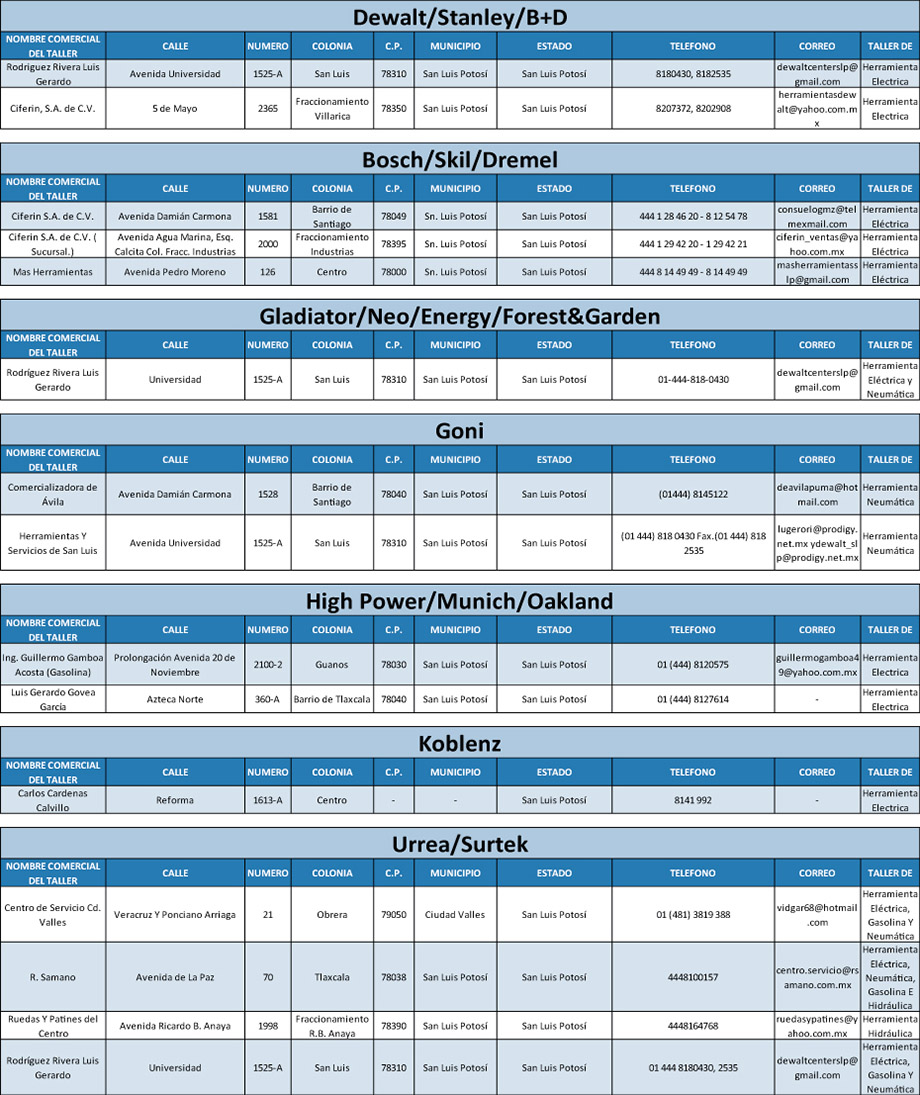 Dewalt/Stanley/B+D
NOMBRE COMERCIAL DEL TALLER CALLE NUMERO COLONIA C.P. MUNICIPIO ESTADO TELEFONO CORREO TALLER DE
Rodriguez Rivera Luis Gerardo Avenida Universidad 1525-A San Luis 78310 San Luis Potosí San Luis Potosí 8180430, 8182535 dewaltcenterslp@gmail.com Herramienta Electrica
Ciferin, S.A. de C.V. 5 de Mayo 2365 Fraccionamiento Villarica 78350 San Luis Potosí San Luis Potosí 8207372, 8202908 herramientasdewalt@yahoo.com.mx Herramienta Electrica
Bosch/Skil/Dremel
NOMBRE COMERCIAL DEL TALLER CALLE NUMERO COLONIA C.P. MUNICIPIO ESTADO TELEFONO CORREO TALLER DE
Ciferin S.A. de C.V. Avenida Damián Carmona 1581 Barrio de Santiago 78049 Sn. Luis Potosí San Luis Potosí 444 1 28 46 20 - 8 12 54 78 consuelogmz@telmexmail.com Herramienta Eléctrica
Ciferin S.A. de C.V. ( Sucursal.) Avenida Agua Marina, Esq. Calcita Col. Fracc. Industrias 2000 Fraccionamiento Industrias 78395 Sn. Luis Potosí San Luis Potosí 444 1 29 42 20 - 1 29 42 21 ciferin_ventas@yahoo.com.mx Herramienta Eléctrica
Mas Herramientas Avenida Pedro Moreno 126 Centro 78000 Sn. Luis Potosí San Luis Potosí 444 8 14 49 49 - 8 14 49 49 masherramientasslp@gmail.com Herramienta Eléctrica
Gladiator/Neo/Energy/Forest&Garden
NOMBRE COMERCIAL DEL TALLER CALLE NUMERO COLONIA C.P. MUNICIPIO ESTADO TELEFONO CORREO TALLER DE
Rodríguez Rivera Luis Gerardo Universidad 1525-A San Luis 78310 San Luis Potosí San Luis Potosí 01-444-818-0430 dewaltcenterslp@gmail.com Herramienta Eléctrica y Neumática
Goni
NOMBRE COMERCIAL DEL TALLER CALLE NUMERO COLONIA C.P. MUNICIPIO ESTADO TELEFONO CORREO TALLER DE
Comercializadora de Ávila Avenida Damián Carmona 1528 Barrio de Santiago 78040 San Luis Potosí San Luis Potosí (01444) 8145122 deavilapuma@hotmail.com Herramienta Neumática
Herramientas Y Servicios de San Luis Avenida Universidad 1525-A San Luis 78310 San Luis Potosí San Luis Potosí (01 444) 818 0430 Fax.(01 444) 818 2535 lugerori@prodigy.net.mx ydewalt_slp@prodigy.net.mx Herramienta Neumática
High Power/Munich/Oakland
NOMBRE COMERCIAL DEL TALLER CALLE NUMERO COLONIA C.P. MUNICIPIO ESTADO TELEFONO CORREO TALLER DE
Ing. Guillermo Gamboa Acosta (Gasolina) Prolongación Avenida 20 de Noviembre 2100-2 Guanos 78030 San Luis Potosí San Luis Potosí 01 (444) 8120575 guillermogamboa49@yahoo.com.mx Herramienta Electrica
Luis Gerardo Govea García Azteca Norte 360-A Barrio de Tlaxcala 78040 San Luis Potosí San Luis Potosí 01 (444) 8127614 - Herramienta Electrica
Koblenz
NOMBRE COMERCIAL DEL TALLER CALLE NUMERO COLONIA C.P. MUNICIPIO ESTADO TELEFONO CORREO TALLER DE
Carlos Cardenas Calvillo Reforma 1613-A Centro - - San Luis Potosí 8141 992 - Herramienta Electrica
Urrea/Surtek
NOMBRE COMERCIAL DEL TALLER CALLE NUMERO COLONIA C.P. MUNICIPIO ESTADO TELEFONO CORREO TALLER DE
Centro de Servicio Cd. Valles Veracruz Y Ponciano Arriaga 21 Obrera 79050 Ciudad Valles San Luis Potosí 01 (481) 3819 388 vidgar68@hotmail.com Herramienta Eléctrica, Gasolina Y Neumática
R. Samano Avenida de La Paz 70 Tlaxcala 78038 San Luis Potosí San Luis Potosí 4448100157 centro.servicio@rsamano.com.mx Herramienta Eléctrica, Neumática, Gasolina E Hidráulica
Ruedas Y Patines del Centro Avenida Ricardo B. Anaya 1998 Fraccionamiento R.B. Anaya 78390 San Luis Potosí San Luis Potosí 4448164768 ruedasypatines@yahoo.com.mx Herramienta Hidráulica
Rodríguez Rivera Luis Gerardo Universidad 1525-A San Luis 78310 San Luis Potosí San Luis Potosí 01 444 8180430, 2535 dewaltcenterslp@gmail.com Herramienta Eléctrica, Gasolina Y Neumática